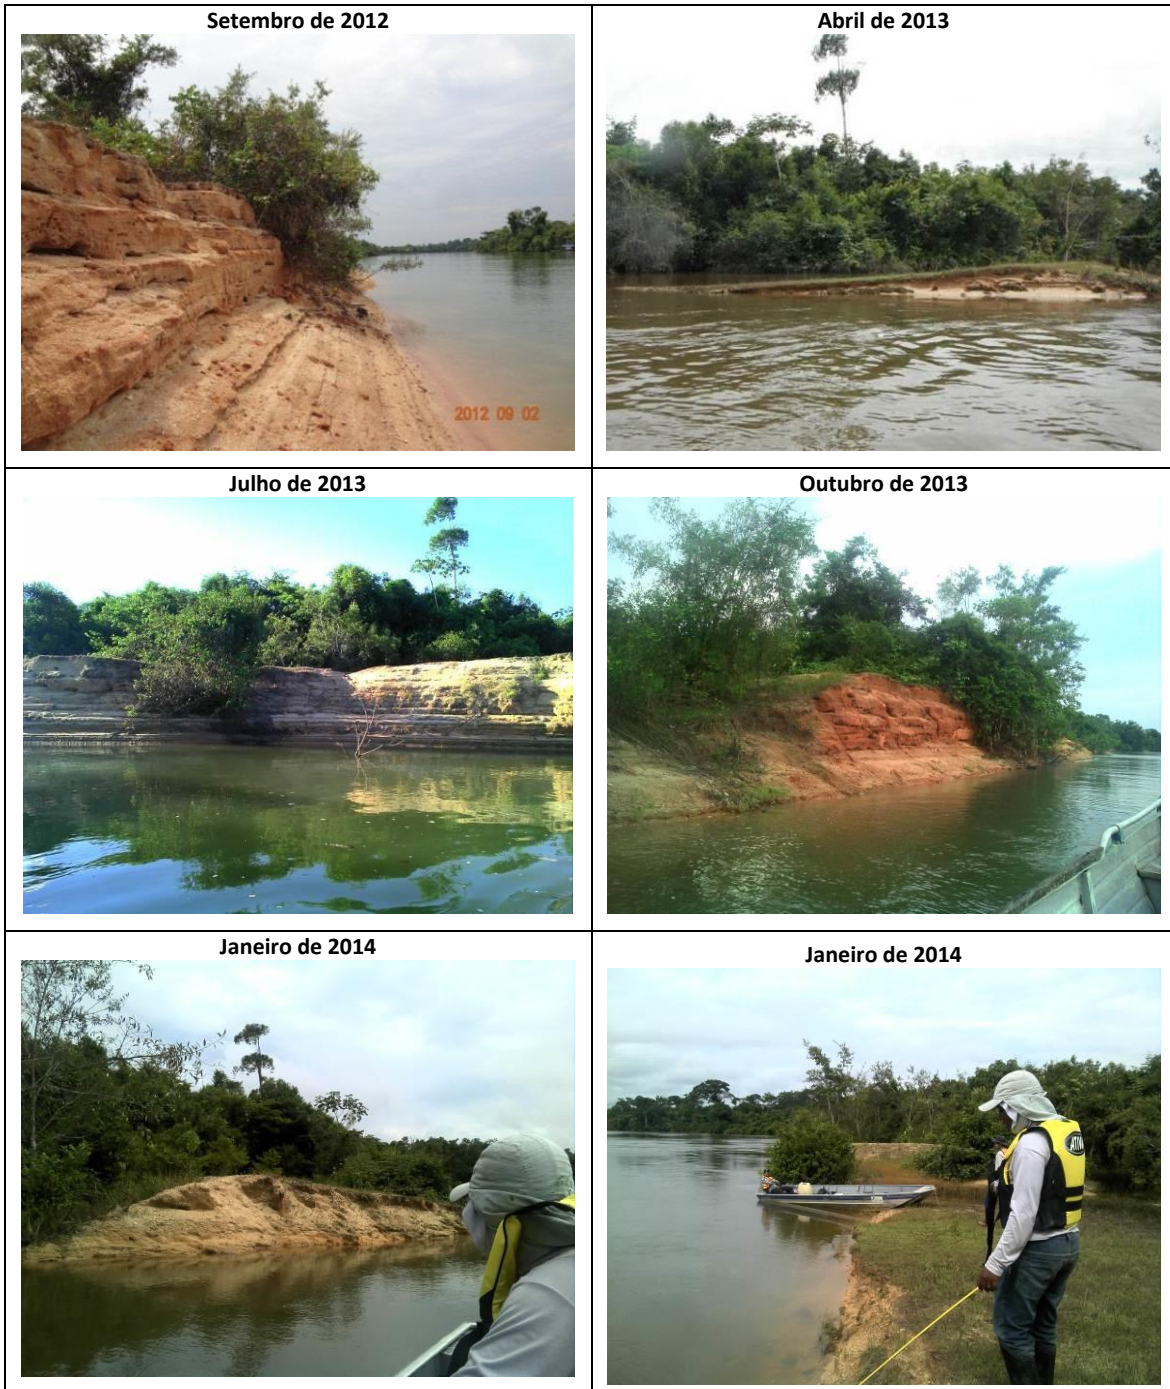 Setembro de 2012
Abril de 2013
2012 09 02
Julho de 2013
Outubro de 2013
Janeiro de 2014
Janeiro de 2014